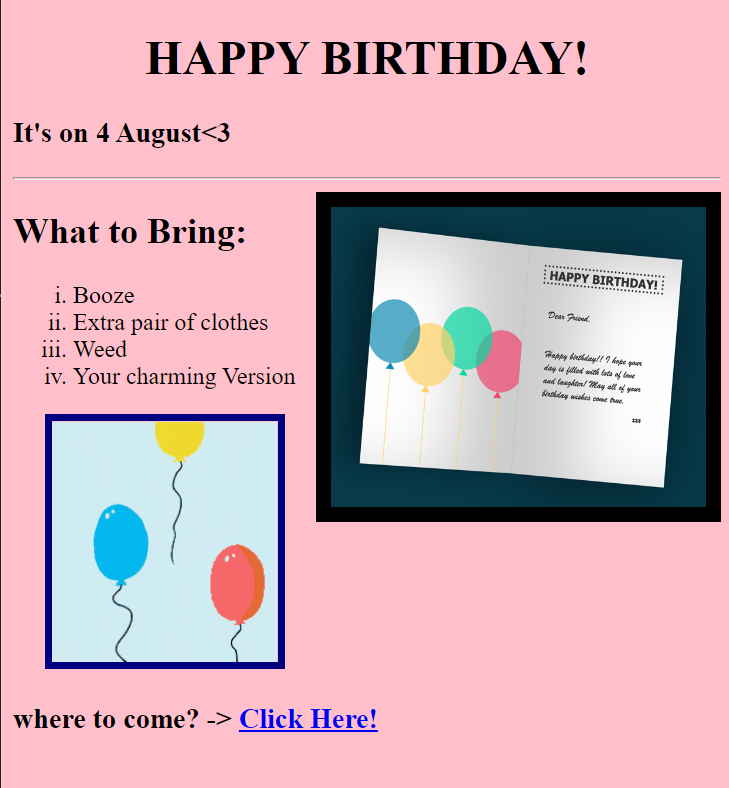 HAPPY BIRTHDAY!
It's on 4 August<3
What to Bring:
i. Booze
ii. Extra pair of clothes
iii. Weed
iv. Your charming Version
HAPPY BIRTHDAY!
Dear Friend,
Happy birthday!! I hope your
day is filled with lots of love
and laughter! May all of your
birthday wishes come true.
xxx
where to come? -> Click Here!